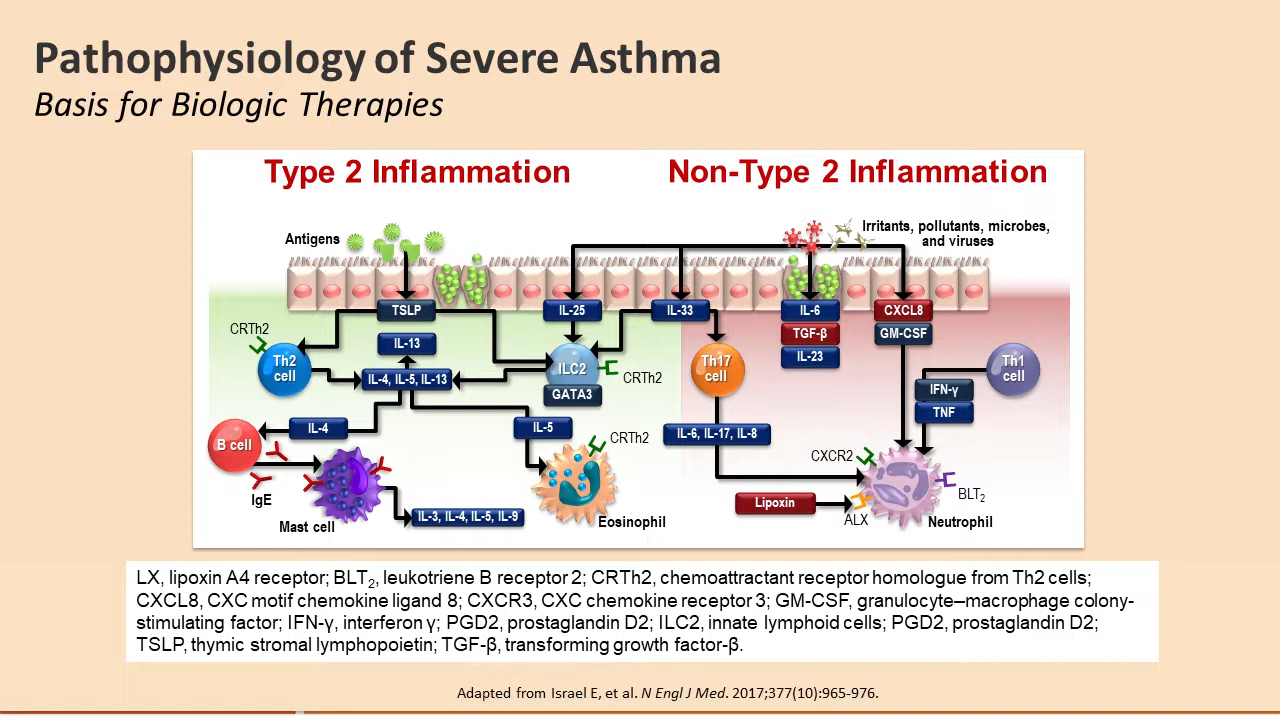 Pathophysiology of Severe Asthma
Basis for Biologic Therapies
Type 2 Inflammation
Non-Type 2 Inflammation
Antigens
Irritants, pollutants, microbes,
and viruses
TSLP
IL-25
IL-33
IL-6
CXCL8
CRTh2
IL-13
TGF-β
GM-CSF
IL-23
Th2
cell
IL-4, IL-5, IL-13
ILC2
GATA3
CRTh2
Th17
cell
Th1
cell
IFN-γ
TNF
B cell
IL-4
IL-5
CRTh2
IL-6, IL-17, IL-8
CXCR2
IgE
Mast cell
IL-3, IL-4, IL-5, IL-9
Eosinophil
Lipoxin
ALX
BLT₂
Neutrophil
LX, lipoxin A4 receptor; BLT₂, leukotriene B receptor 2; CRTh2, chemoattractant receptor homologue from Th2 cells;
CXCL8, CXC motif chemokine ligand 8; CXCR3, CXC chemokine receptor 3; GM-CSF, granulocyte–macrophage colony-
stimulating factor; IFN-γ, interferon γ; PGD2, prostaglandin D2; ILC2, innate lymphoid cells; PGD2, prostaglandin D2;
TSLP, thymic stromal lymphopoietin; TGF-β, transforming growth factor-β.
Adapted from Israel E, et al. N Engl J Med. 2017;377(10):965-976.